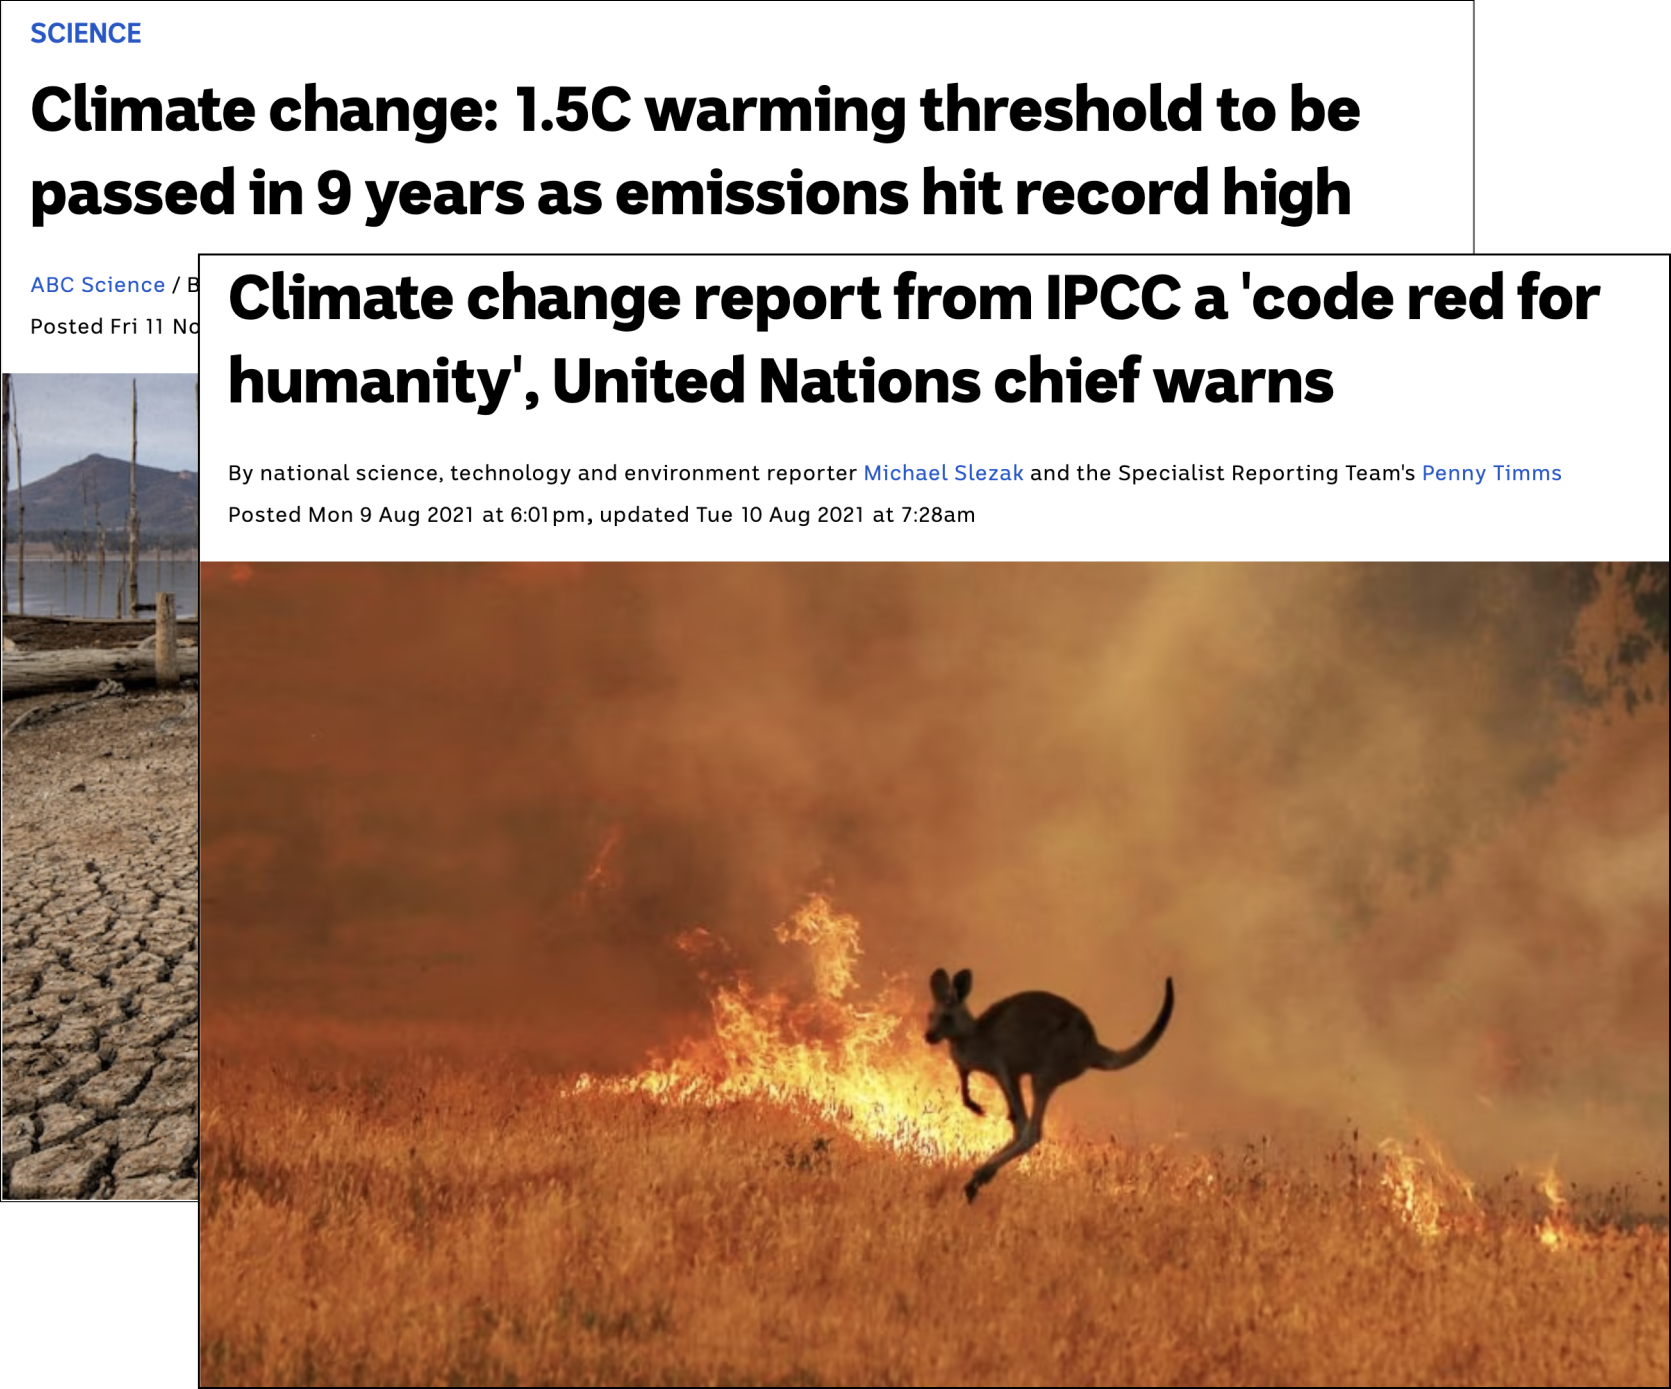 SCIENCE
Climate change: 1.5C warming threshold to be
passed in 9 years as emissions hit record high
ABC Science / B
Posted Fri 11 No
Climate change report from IPCC a 'code red for
humanity', United Nations chief warns
By national science, technology and environment reporter Michael Slezak and the Specialist Reporting Team's Penny Timms
Posted Mon 9 Aug 2021 at 6:01pm, updated Tue 10 Aug 2021 at 7:28am